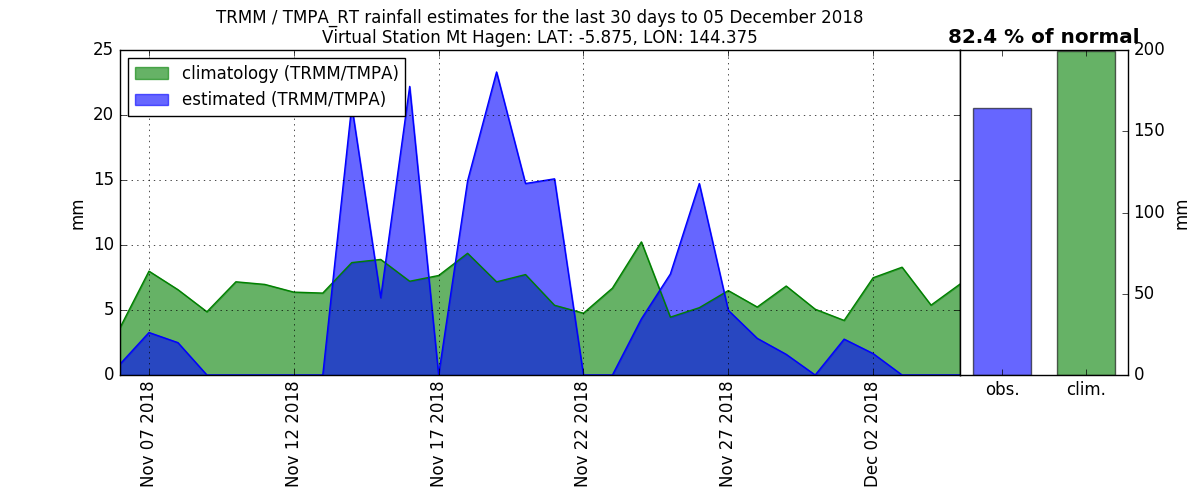 TRMM / TMPA_RT rainfall estimates for the last 30 days to 05 December 2018
Virtual Station Mt Hagen: LAT: -5.875, LON: 144.375
82.4 % of normal
climatology (TRMM/TMPA)
estimated (TRMM/TMPA)
25
20
15
10
5
0
mm
Nov 07 2018
Nov 12 2018
Nov 17 2018
Nov 22 2018
Nov 27 2018
Dec 02 2018
obs.
clim.
200
150
100
50
0
mm